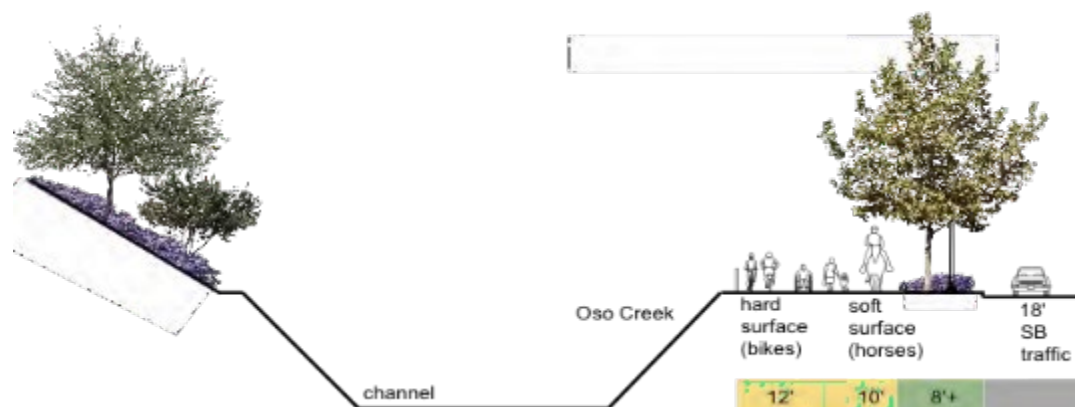 Oso Creek
hard
surface
(bikes)
soft
surface
(horses)
18'
SB
traffic
channel
12'
10'
8'+